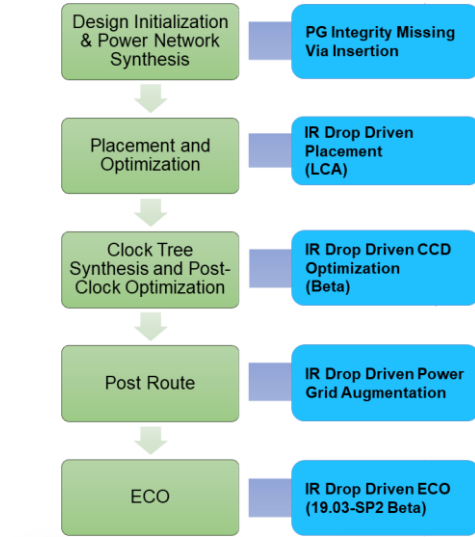 Design Initialization
& Power Network
Synthesis
PG Integrity Missing
Via Insertion
Placement and
Optimization
IR Drop Driven
Placement
(LCA)
Clock Tree
Synthesis and Post-
Clock Optimization
IR Drop Driven CCD
Optimization
(Beta)
Post Route
IR Drop Driven Power
Grid Augmentation
ECO
IR Drop Driven ECO
(19.03-SP2 Beta)